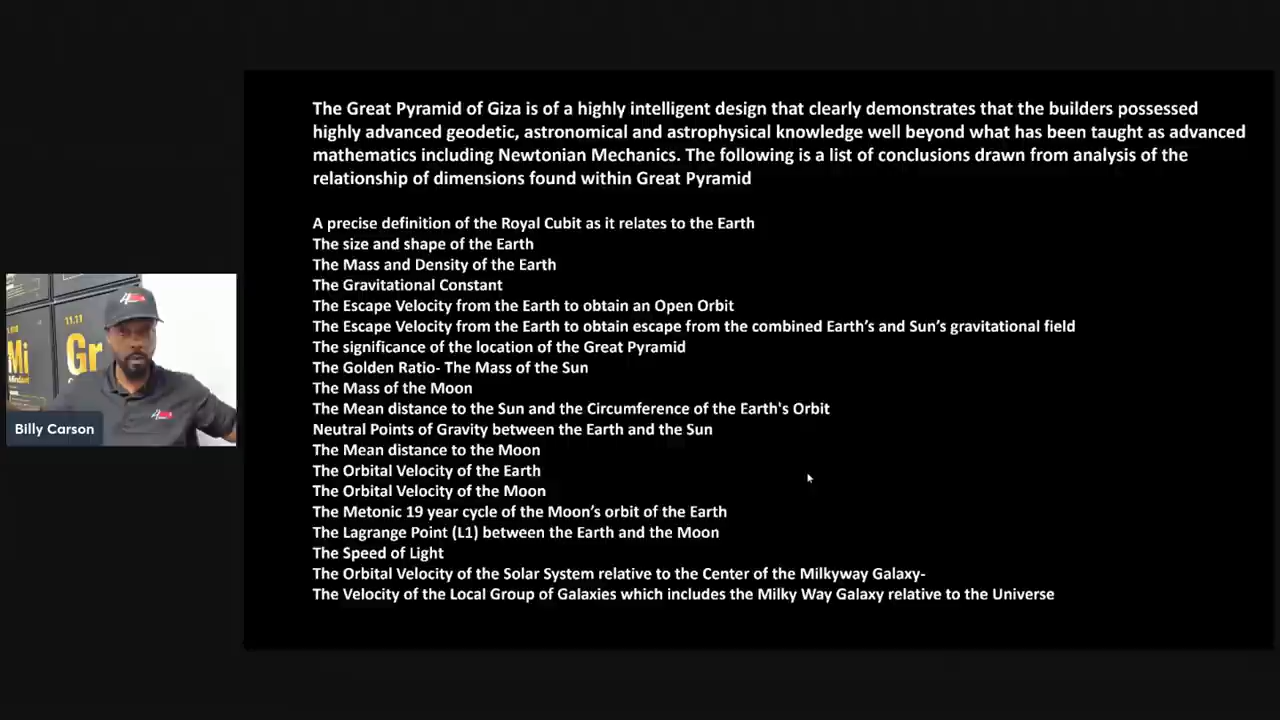 The Great Pyramid of Giza is of a highly intelligent design that clearly demonstrates that the builders possessed
highly advanced geodetic, astronomical and astrophysical knowledge well beyond what has been taught as advanced
mathematics including Newtonian Mechanics. The following is a list of conclusions drawn from analysis of the
relationship of dimensions found within Great Pyramid
A precise definition of the Royal Cubit as it relates to the Earth
The size and shape of the Earth
The Mass and Density of the Earth
The Gravitational Constant
The Escape Velocity from the Earth to obtain an Open Orbit
The Escape Velocity from the Earth to obtain escape from the combined Earth's and Sun's gravitational field
The significance of the location of the Great Pyramid
The Golden Ratio- The Mass of the Sun
The Mass of the Moon
The Mean distance to the Sun and the Circumference of the Earth's Orbit
Neutral Points of Gravity between the Earth and the Sun
The Mean distance to the Moon
The Orbital Velocity of the Earth
The Orbital Velocity of the Moon
The Metonic 19 year cycle of the Moon's orbit of the Earth
The Lagrange Point (L1) between the Earth and the Moon
The Speed of Light
The Orbital Velocity of the Solar System relative to the Center of the Milkyway Galaxy-
The Velocity of the Local Group of Galaxies which includes the Milky Way Galaxy relative to the Universe
11.11
Mi
Gr
Billy Carson